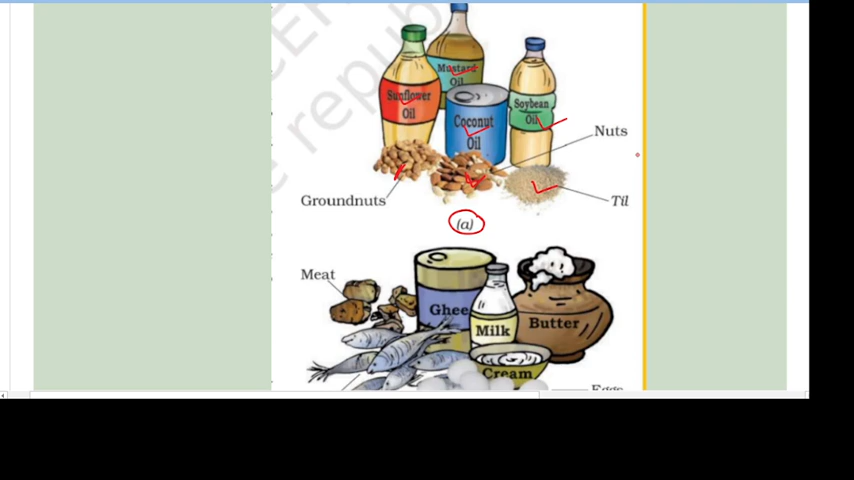 Mustard
Oil
Sunflower
Oil
Coconut
Oil
Soybean
Oil
Nuts
Groundnuts
Til
(a)
Meat
Ghee
Milk
Butter
Cream